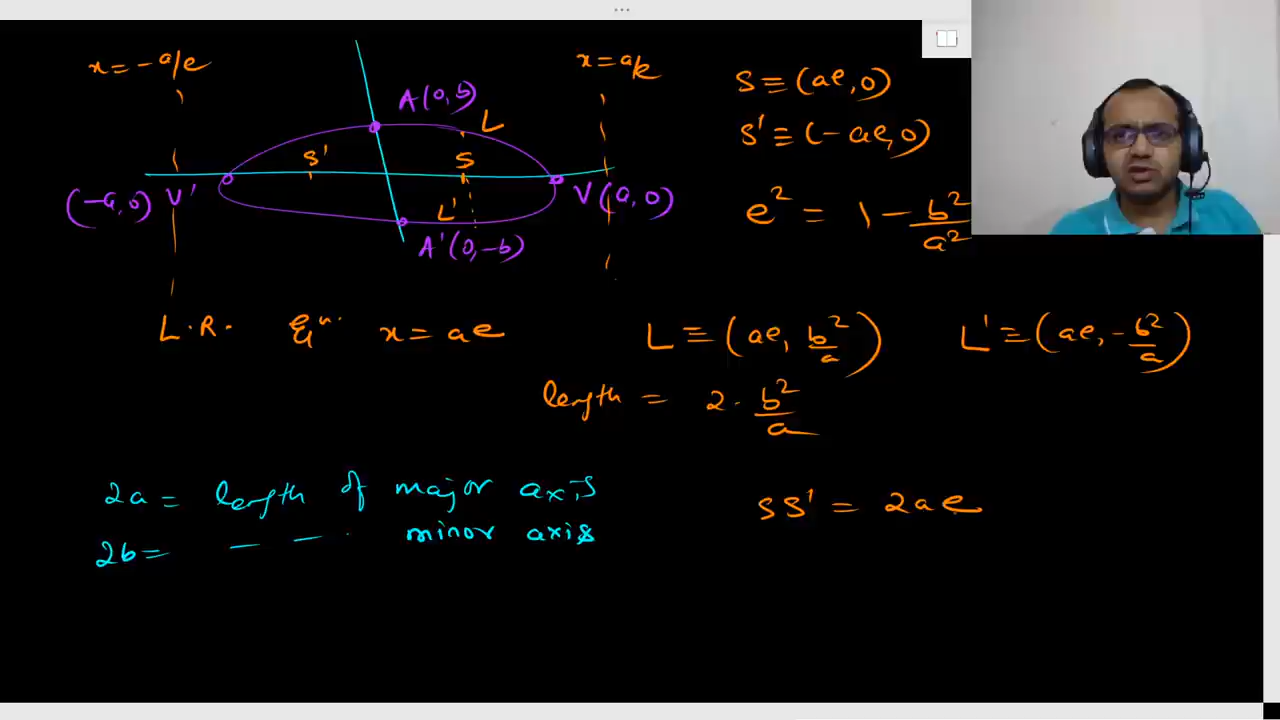 x = - a/e
x = a/e
A(0, b)
L
S'
S
(-a, 0) V'
V(a, 0)
L'
A'(0, -b)
S ≡ (ae, 0)
S' ≡ (- ae, 0)
e² = 1 - b²/a²
L.R. Eqⁿ. x = ae
L ≡ (ae, b²/a) L' ≡ (ae, - b²/a)
length = 2 · b²/a
2a = length of major axis
2b = — — · minor axis
SS' = 2ae